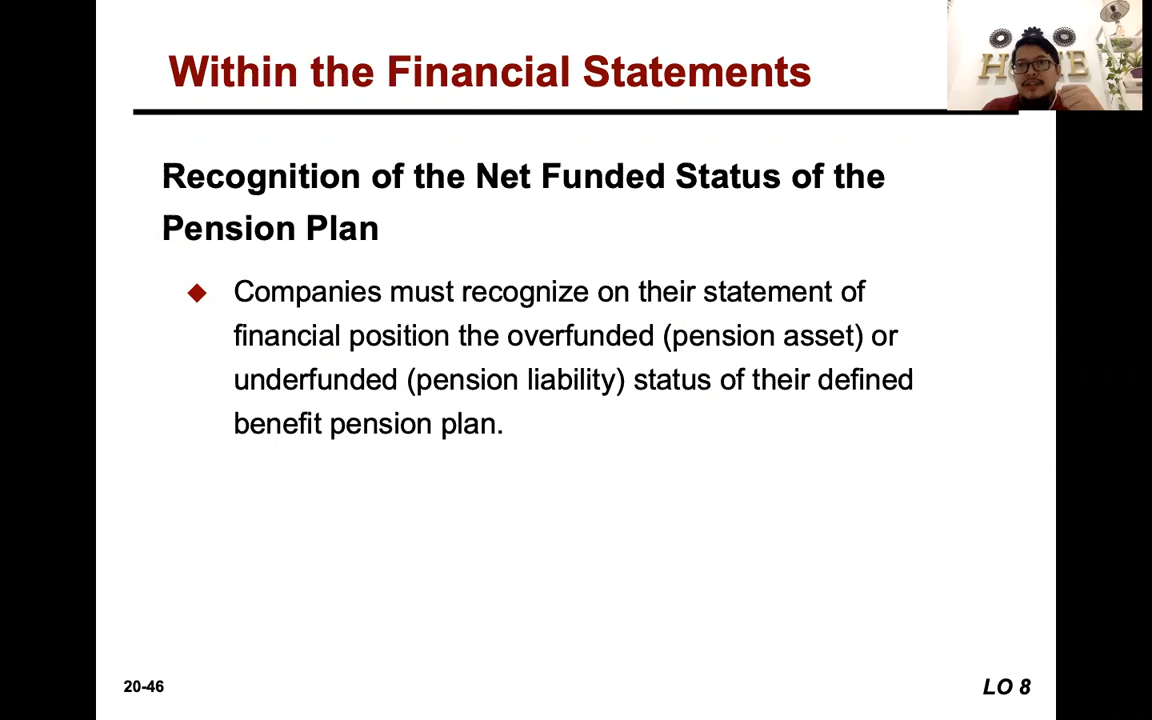 Within the Financial Statements
HOME
Recognition of the Net Funded Status of the
Pension Plan
Companies must recognize on their statement of
financial position the overfunded (pension asset) or
underfunded (pension liability) status of their defined
benefit pension plan.
20-46
LO 8